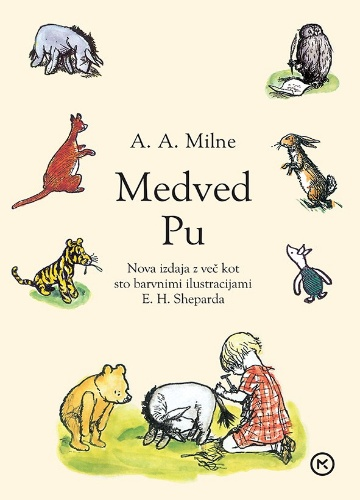 A. A. Milne
Medved
Pu
Nova izdaja z več kot
sto barvnimi ilustracijami
E. H. Sheparda
M